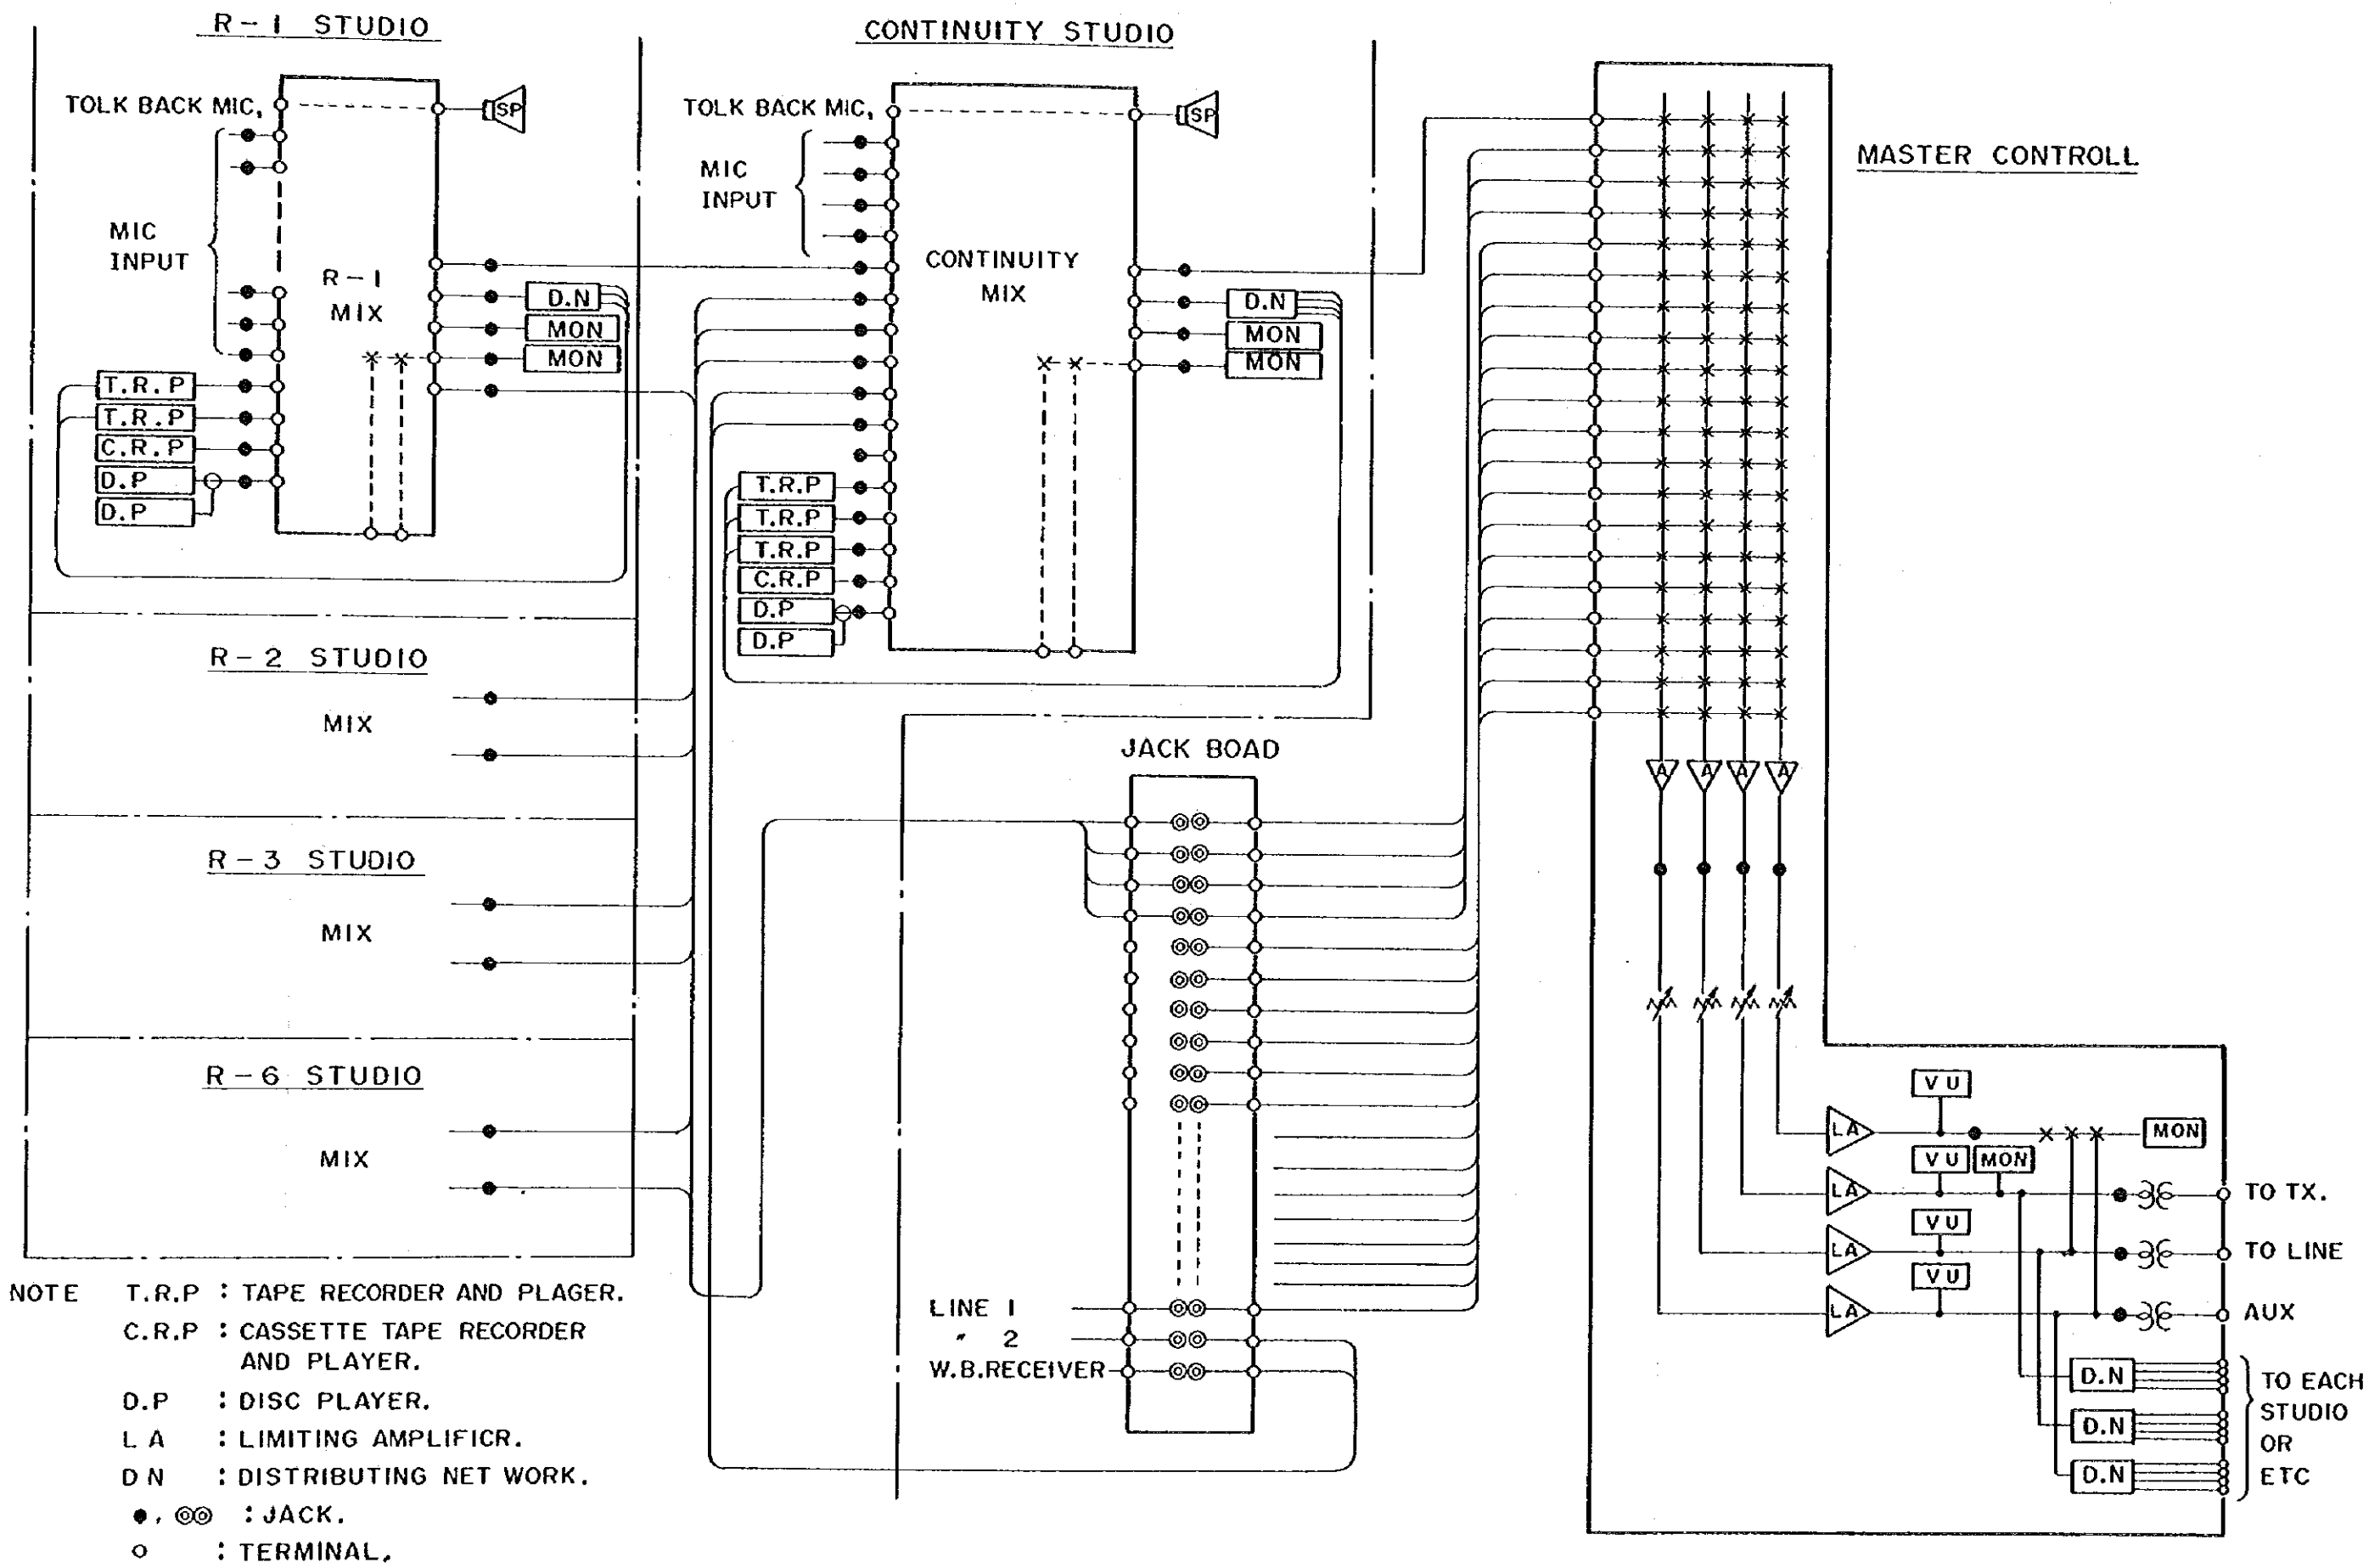 R-1 STUDIO
TOLK BACK MIC,
SP
MIC
INPUT
R-1
MIX
D.N
MON
MON
T.R.P
T.R.P
C.R.P
D.P
D.P
R-2 STUDIO
MIX
R-3 STUDIO
MIX
R-6 STUDIO
MIX
CONTINUITY STUDIO
TOLK BACK MIC,
SP
MIC
INPUT
CONTINUITY
MIX
D.N
MON
MON
T.R.P
T.R.P
T.R.P
C.R.P
D.P
D.P
JACK BOAD
LINE 1
〃 2
W.B.RECEIVER
MASTER CONTROLL
A A A A
VU
LA
MON
VU MON
LA
TO TX.
VU
LA
TO LINE
VU
LA
AUX
D.N
D.N
D.N
TO EACH
STUDIO
OR
ETC
NOTE T.R.P : TAPE RECORDER AND PLAGER.
C.R.P : CASSETTE TAPE RECORDER
AND PLAYER.
D.P : DISC PLAYER.
L A : LIMITING AMPLIFICR.
D N : DISTRIBUTING NET WORK.
●, ◎◎ : JACK.
○ : TERMINAL,